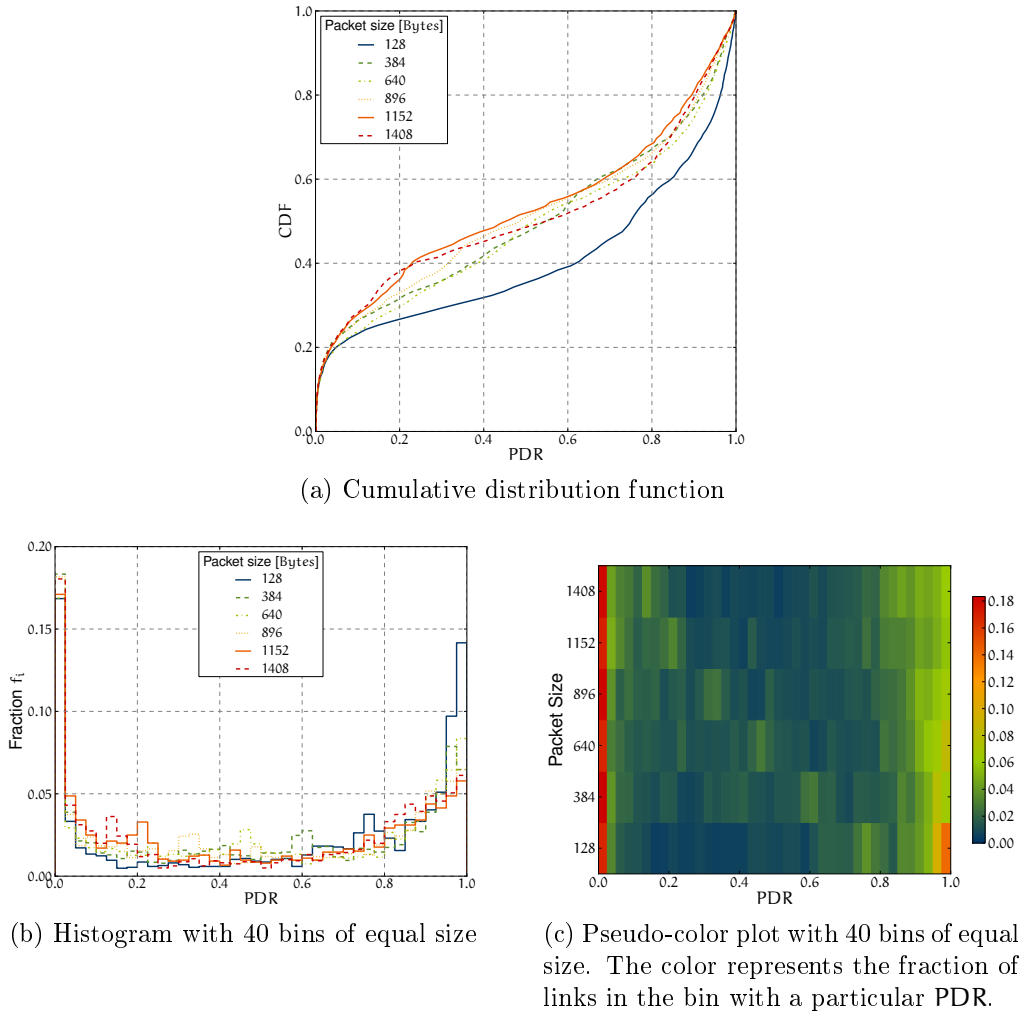 1.0
0.8
0.6
0.4
0.2
0.0
CDF
Packet size [Bytes]
128
384
640
896
1152
1408
0.0 0.2 0.4 0.6 0.8 1.0
PDR
(a) Cumulative distribution function
0.20
0.15
0.10
0.05
0.00
Fraction fi
Packet size [Bytes]
128
384
640
896
1152
1408
0.0 0.2 0.4 0.6 0.8 1.0
PDR
(b) Histogram with 40 bins of equal size
1408
1152
896
640
384
128
Packet Size
0.0 0.2 0.4 0.6 0.8 1.0
PDR
0.18
0.16
0.14
0.12
0.10
0.08
0.06
0.04
0.02
0.00
(c) Pseudo-color plot with 40 bins of equal
size. The color represents the fraction of
links in the bin with a particular PDR.